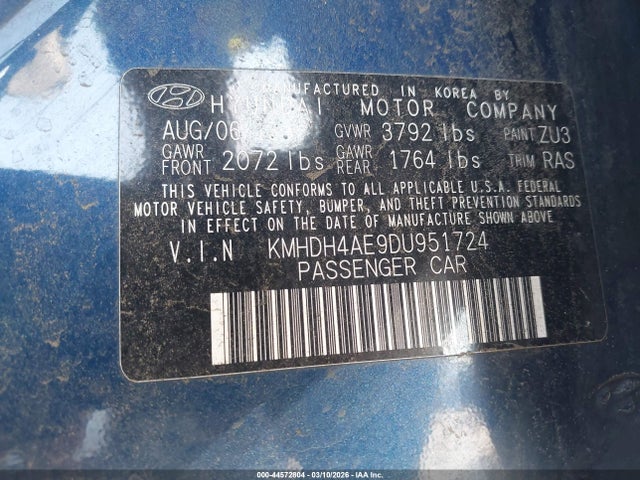 MANUFACTURED IN KOREA BY
HYUNDAI MOTOR COMPANY
AUG/06 GVWR 3792 lbs PAINT ZU3
GAWR FRONT 2072 lbs GAWR REAR 1764 lbs TRIM RAS
THIS VEHICLE CONFORMS TO ALL APPLICABLE U.S.A. FEDERAL
MOTOR VEHICLE SAFETY, BUMPER, AND THEFT PREVENTION STANDARDS
IN EFFECT ON THE DATE OF MANUFACTURE SHOWN ABOVE.
V.I.N KMHDH4AE9DU951724
PASSENGER CAR
000-44572804 - 03/10/2026 - IAA Inc.